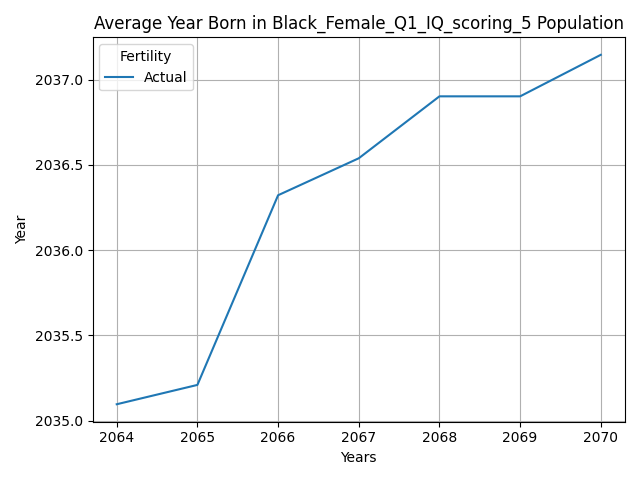 Average Year Born in Black_Female_Q1_IQ_scoring_5 Population
Fertility
Actual
Year
2037.0
2036.5
2036.0
2035.5
2035.0
2064 2065 2066 2067 2068 2069 2070
Years